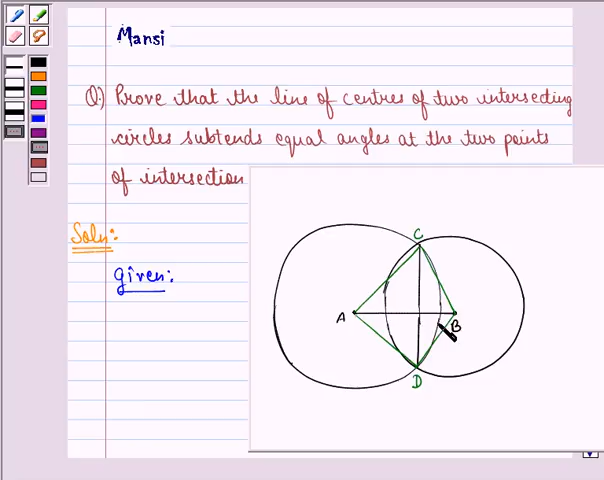 Mansi
Q.) Prove that the line of centres of two intersecting
circles subtends equal angles at the two points
of intersection
Soln:
given:
C
A
B
D